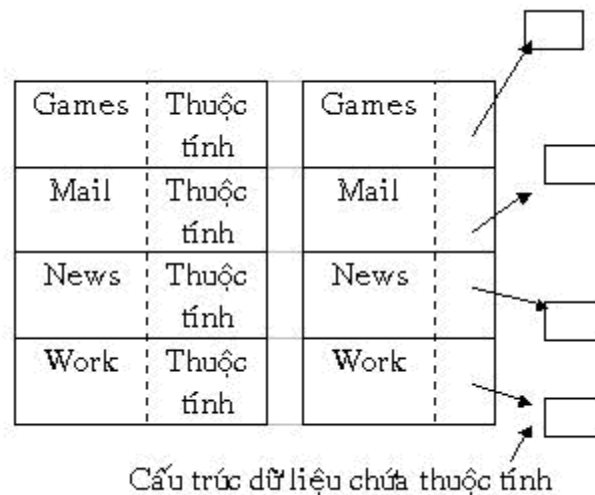 Games Thuộc tính Games
Mail Thuộc tính Mail
News Thuộc tính News
Work Thuộc tính Work
Cấu trúc dữ liệu chứa thuộc tính